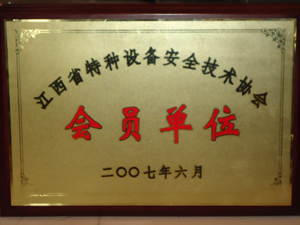 江西省特种设备安全技术协会
会员单位
二〇〇七年六月